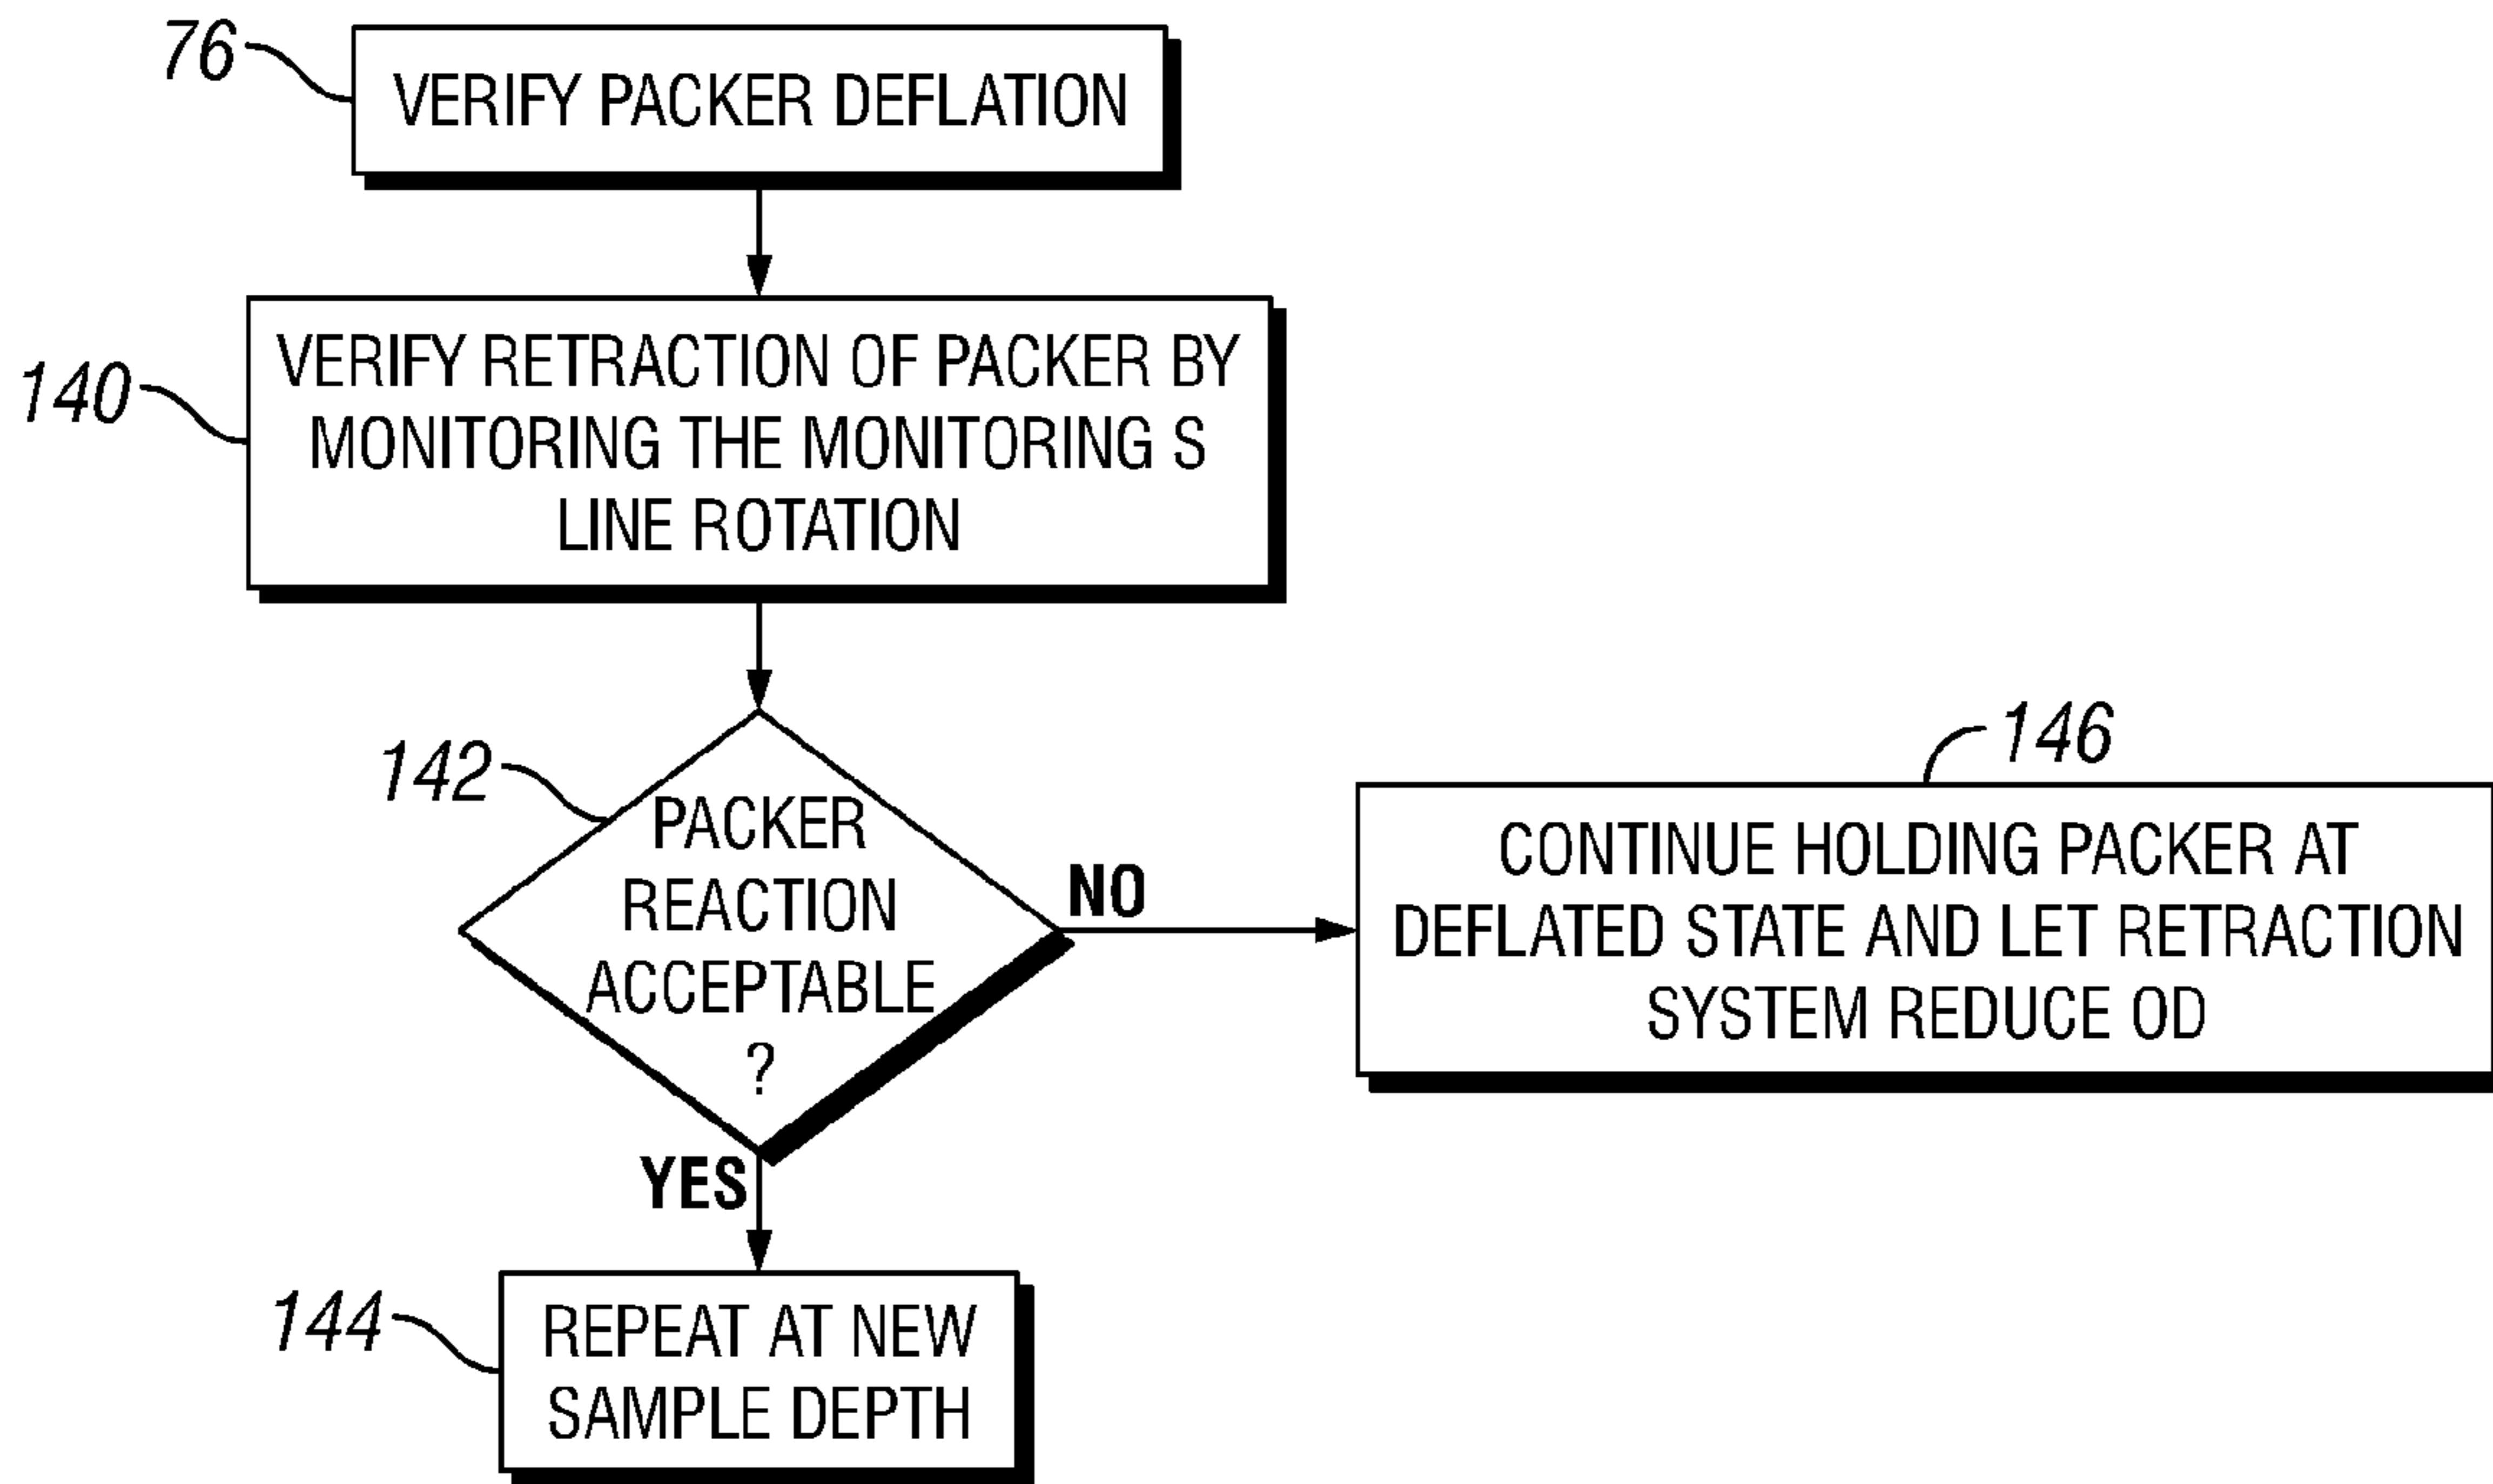 76
VERIFY PACKER DEFLATION
140
VERIFY RETRACTION OF PACKER BY
MONITORING THE MONITORING S
LINE ROTATION
142
PACKER
REACTION
ACCEPTABLE
?
NO
146
CONTINUE HOLDING PACKER AT
DEFLATED STATE AND LET RETRACTION
SYSTEM REDUCE OD
YES
144
REPEAT AT NEW
SAMPLE DEPTH